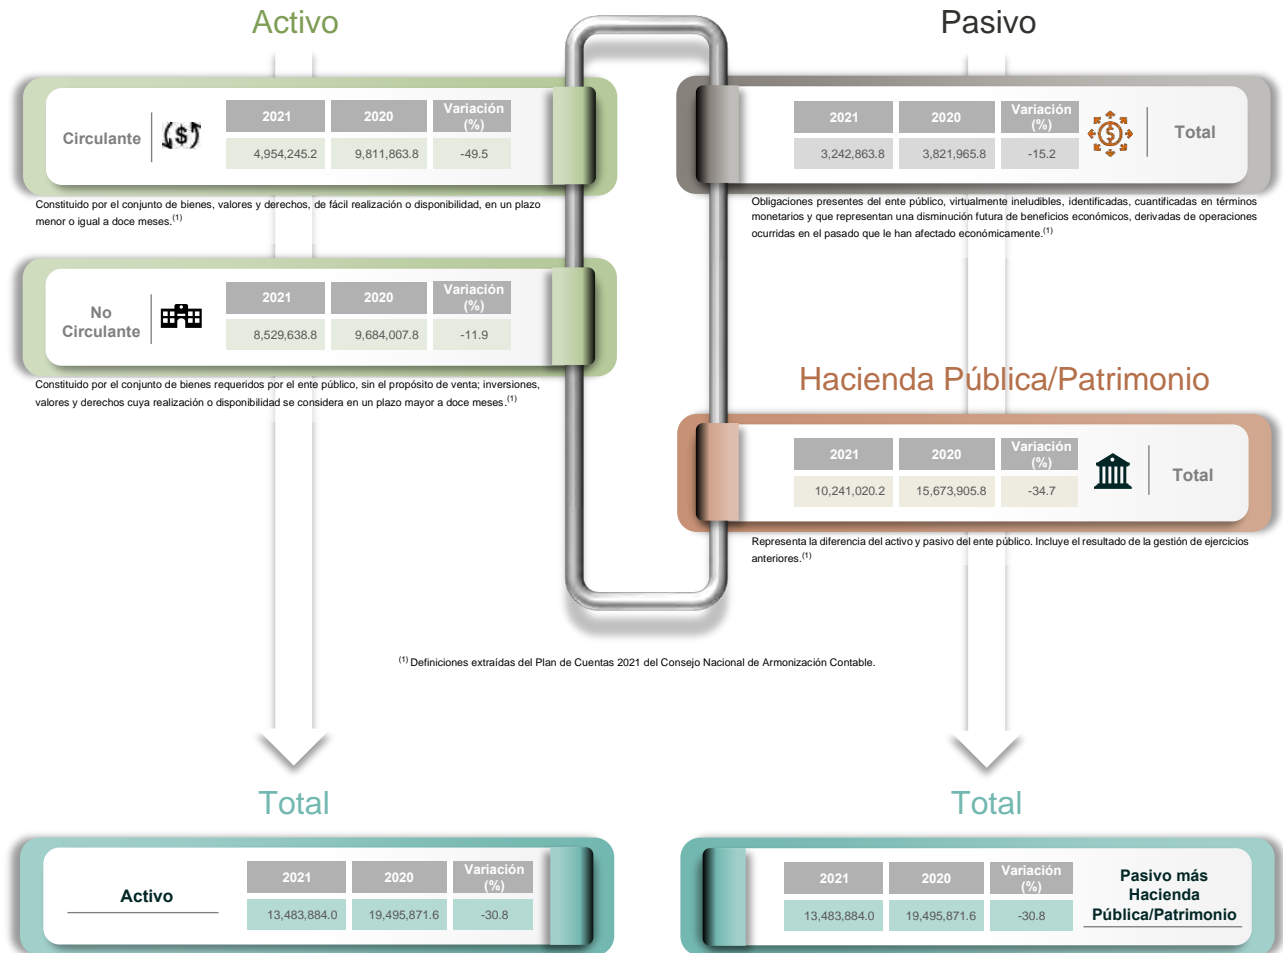 Activo
Circulante
2021 2020 Variación (%)
4,954,245.2 9,811,863.8 -49.5
Constituido por el conjunto de bienes, valores y derechos, de fácil realización o disponibilidad, en un plazo
menor o igual a doce meses.(1)
No
Circulante
2021 2020 Variación (%)
8,529,638.8 9,684,007.8 -11.9
Constituido por el conjunto de bienes requeridos por el ente público, sin el propósito de venta; inversiones,
valores y derechos cuya realización o disponibilidad se considera en un plazo mayor a doce meses.(1)
Pasivo
2021 2020 Variación (%)
3,242,863.8 3,821,965.8 -15.2
Total
Obligaciones presentes del ente público, virtualmente ineludibles, identificadas, cuantificadas en términos
monetarios y que representan una disminución futura de beneficios económicos, derivadas de operaciones
ocurridas en el pasado que le han afectado económicamente.(1)
Hacienda Pública/Patrimonio
2021 2020 Variación (%)
10,241,020.2 15,673,905.8 -34.7
Total
Representa la diferencia del activo y pasivo del ente público. Incluye el resultado de la gestión de ejercicios
anteriores.(1)
(1) Definiciones extraídas del Plan de Cuentas 2021 del Consejo Nacional de Armonización Contable.
Total
Activo
2021 2020 Variación (%)
13,483,884.0 19,495,871.6 -30.8
Total
2021 2020 Variación (%)
13,483,884.0 19,495,871.6 -30.8
Pasivo más
Hacienda
Pública/Patrimonio